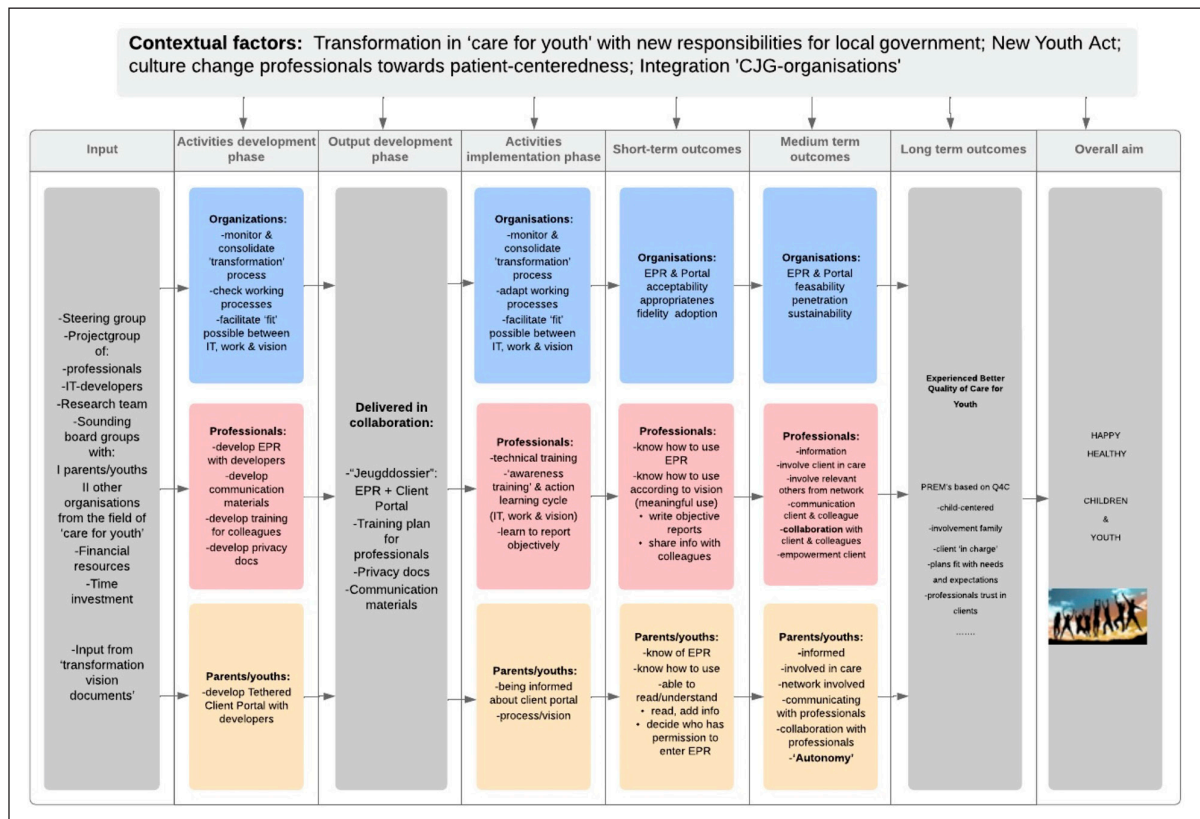 Contextual factors: Transformation in 'care for youth' with new responsibilities for local government; New Youth Act;
culture change professionals towards patient-centeredness; Integration 'CJG-organisations'
Input
Activities development
phase
Output development
phase
Activities
implementation phase
Short-term outcomes
Medium term
outcomes
Long term outcomes
Overall aim
-Steering group
-Projectgroup
of:
-professionals
-IT-developers
-Research team
-Sounding
board groups
with:
I parents/youths
II other
organisations
from the field of
'care for youth'
-Financial
resources
-Time
investment
-Input from
'transformation
vision
documents'
Organizations:
-monitor &
consolidate
'transformation'
process
-check working
processes
-facilitate 'fit'
possible between
IT, work & vision
Professionals:
-develop EPR
with developers
-develop
communication
materials
-develop training
for colleagues
-develop privacy
docs
Parents/youths:
-develop Tethered
Client Portal with
developers
Delivered in
collaboration:
-"Jeugddossier":
EPR + Client
Portal
-Training plan
for
professionals
-Privacy docs
-Communication
materials
Organisations:
-monitor &
consolidate
'transformation'
process
-adapt working
processes
-facilitate 'fit'
possible between
IT, work & vision
Professionals:
-technical training
-'awareness
training' & action
learning cycle
(IT, work & vision)
-learn to report
objectively
Parents/youths:
-being informed
about client portal
-process/vision
Organisations:
EPR & Portal
acceptability
appropriatenes
fidelity adoption
Professionals:
-know how to use
EPR
-know how to use
according to vision
(meaningful use)
• write objective
reports
• share info with
colleagues
Parents/youths:
-know of EPR
-know how to use
-able to
read/understand
• read, add info
• decide who has
permission to
enter EPR
Organisations:
EPR & Portal
feasability
penetration
sustainability
Professionals:
-information
-involve client in care
-involve relevant
others from network
-communication
client & colleague
-collaboration with
client & colleagues
-empowerment client
Parents/youths:
-informed
-involved in care
-network involved
-communicating
with professionals
-collaboration with
professionals
-'Autonomy'
Experienced Better
Quality of Care for
Youth
PREM's based on Q4C
-child-centered
-involvement family
-client 'in charge'
-plans fit with needs
and expectations
-professionals trust in
clients
.......
HAPPY
HEALTHY
CHILDREN
&
YOUTH